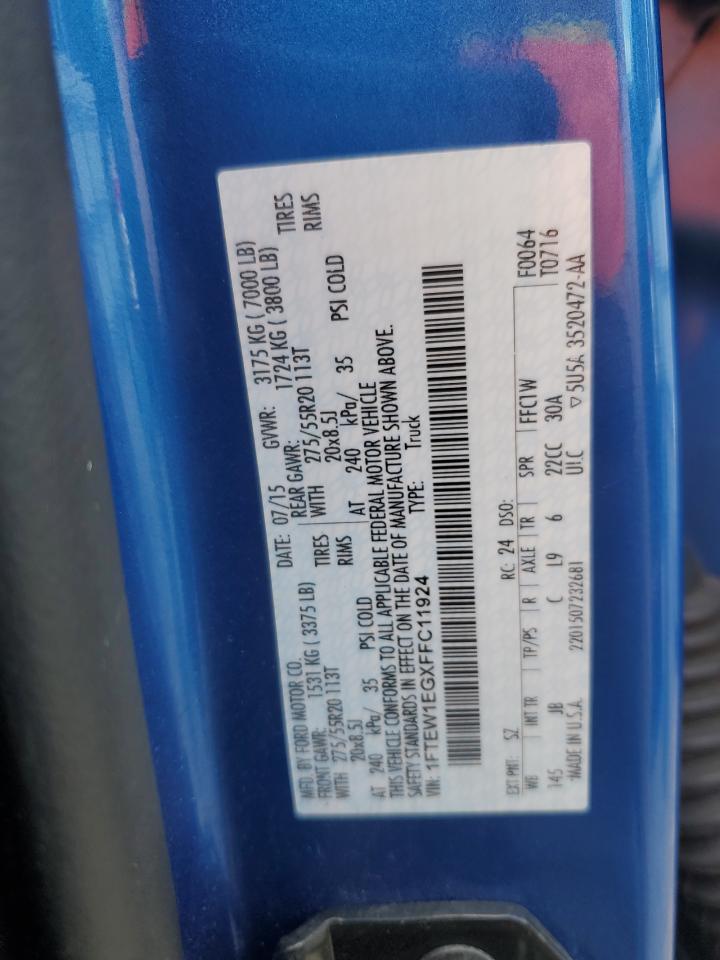 MFD. BY FORD MOTOR CO.
DATE: 07/15 GVWR: 3175 KG ( 7000 LB)
FRONT GAWR: 1531 KG ( 3375 LB) REAR GAWR: 1724 KG ( 3800 LB)
WITH 275/55R20 113T TIRES WITH 275/55R20 113T TIRES
20x8.5J RIMS 20x8.5J RIMS
AT 240 kPa/ 35 PSI COLD AT 240 kPa/ 35 PSI COLD
THIS VEHICLE CONFORMS TO ALL APPLICABLE FEDERAL MOTOR VEHICLE
SAFETY STANDARDS IN EFFECT ON THE DATE OF MANUFACTURE SHOWN ABOVE.
VIN: 1FTEW1EGXFFC11924 TYPE: Truck
EXT PNT: SZ RC: 24 DSO: F0064
WB INT TR TP/PS R AXLE TR SPR FFC1W T0716
145 JB C L9 6 22CC 30A
*MADE IN U.S.A. 2201507232681 UIC ▽5U5A 3520472-AA